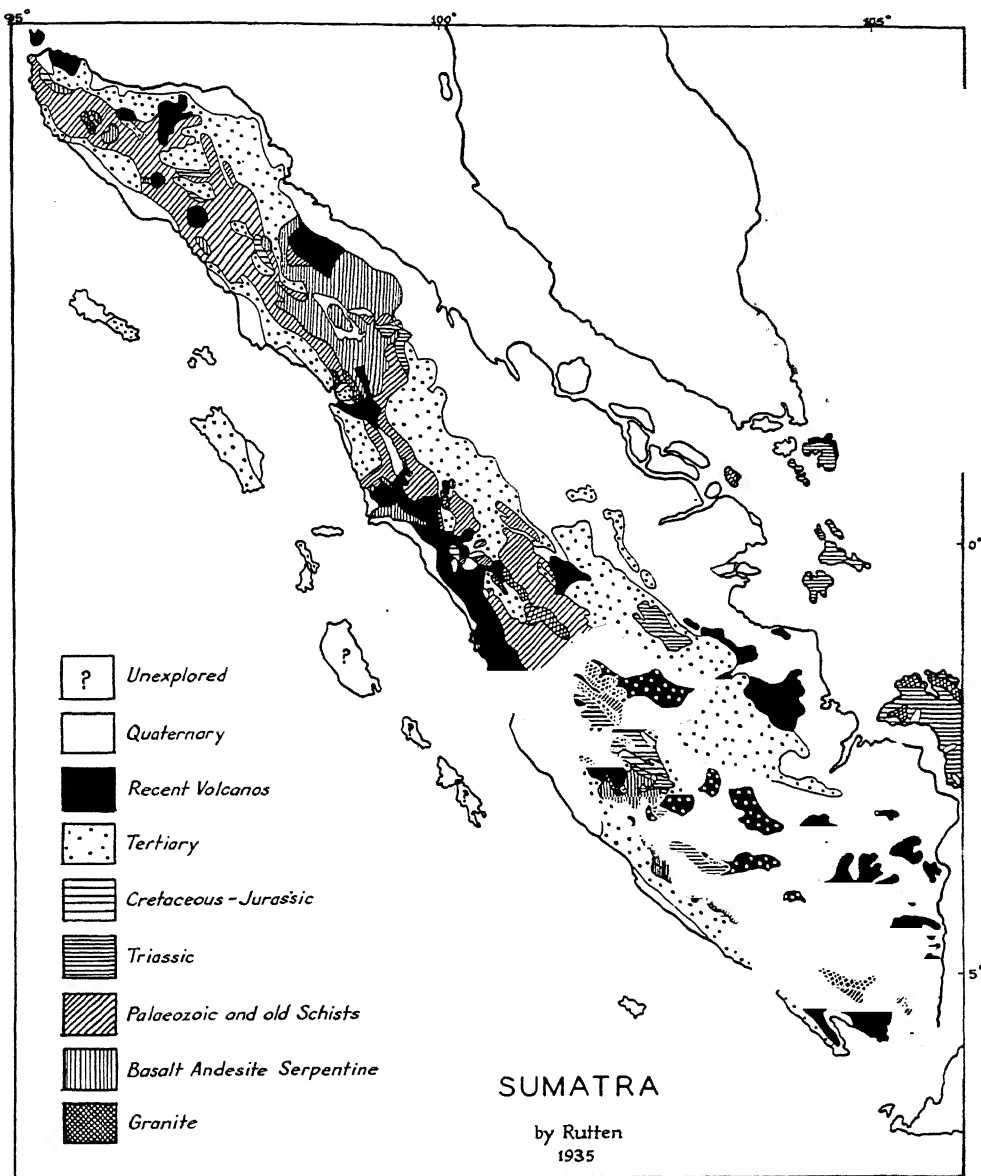 95° 100° 105°
0°
?
? Unexplored
?
Quaternary
?
Recent Volcanos
Tertiary
Cretaceous-Jurassic
Triassic
5°
Palaeozoic and old Schists
Basalt Andesite Serpentine
Granite
SUMATRA
by Rutten
1935